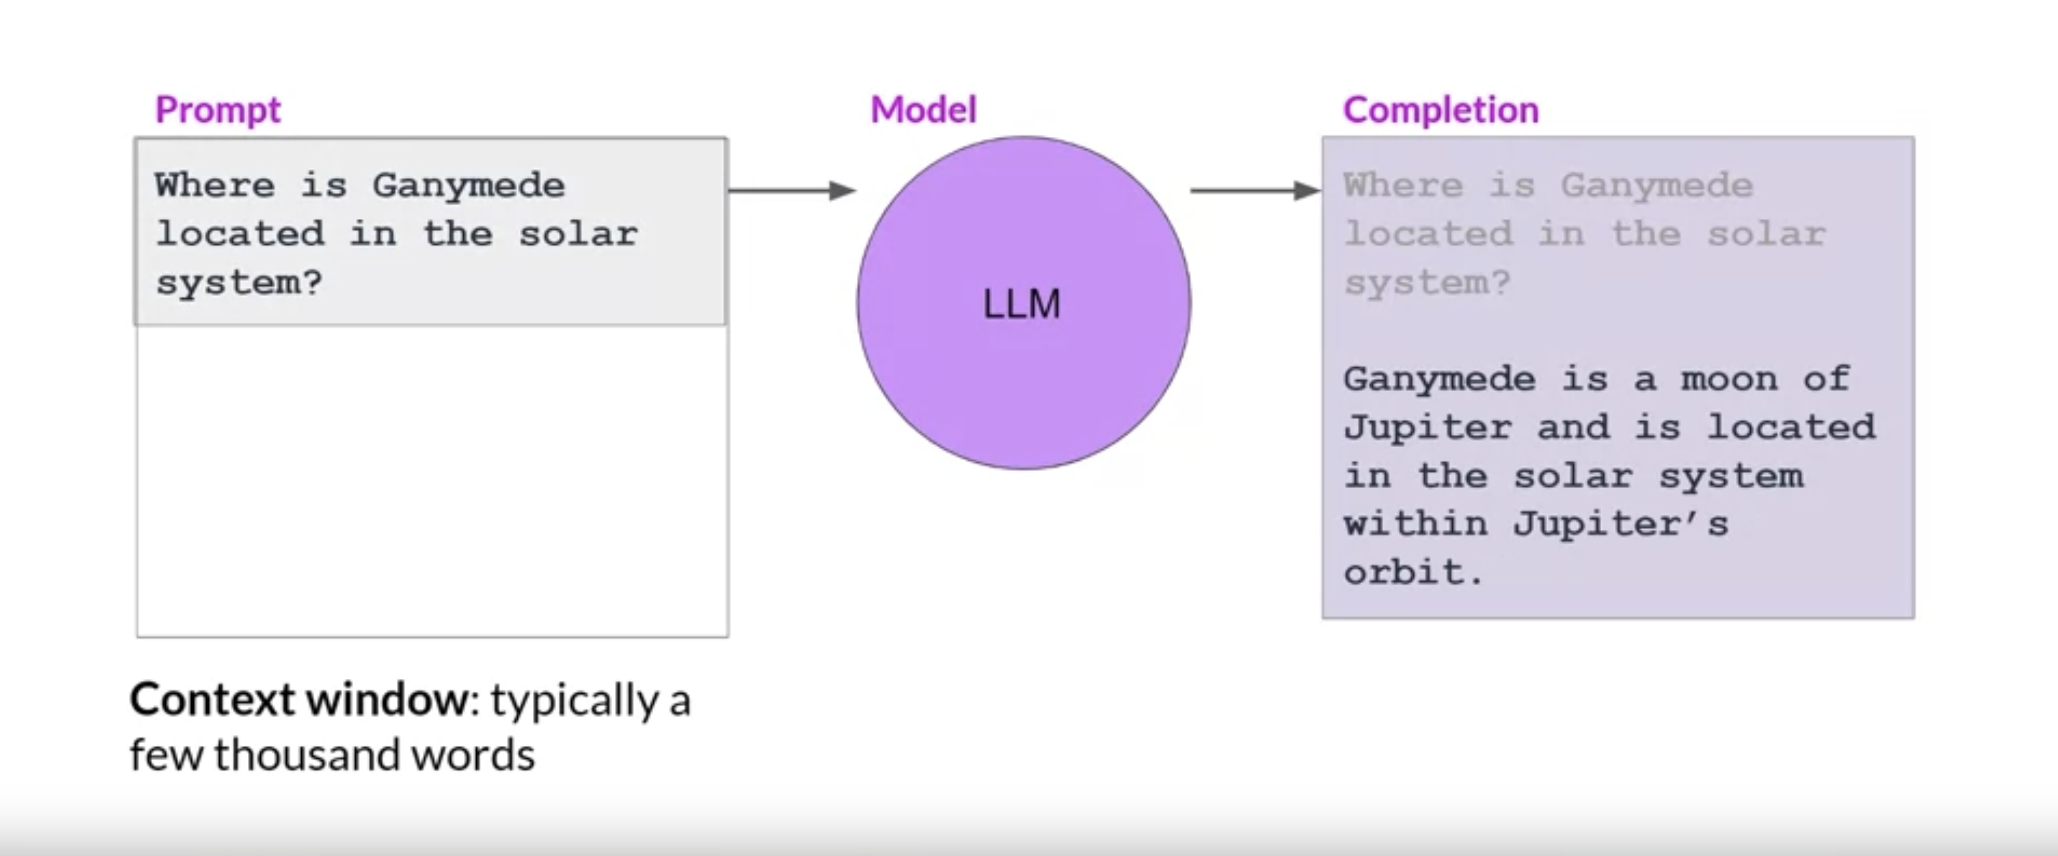 Prompt
Where is Ganymede
located in the solar
system?
Context window: typically a
few thousand words
Model
LLM
Completion
Where is Ganymede
located in the solar
system?
Ganymede is a moon of
Jupiter and is located
in the solar system
within Jupiter’s
orbit.